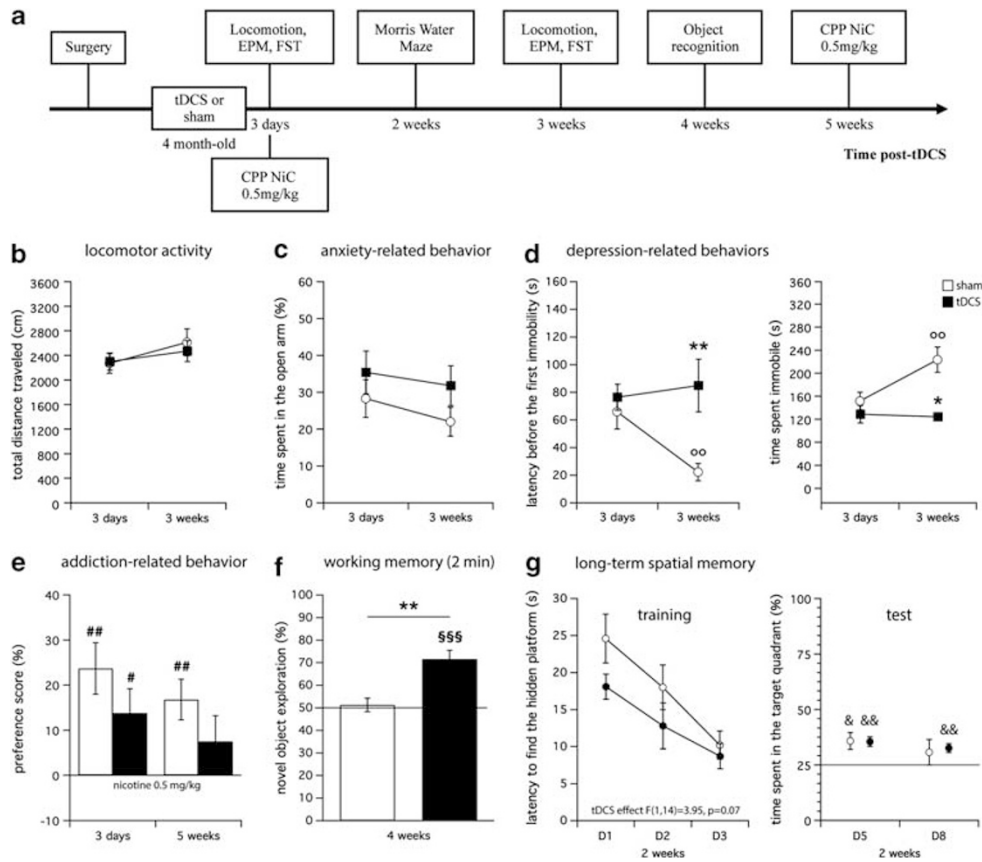 a
Surgery
Locomotion,
EPM, FST
Morris Water
Maze
Locomotion,
EPM, FST
Object
recognition
CPP NiC
0.5mg/kg
tDCS or
sham
4 month-old
3 days
2 weeks
3 weeks
4 weeks
5 weeks
Time post-tDCS
CPP NiC
0.5mg/kg
b locomotor activity
total distance traveled (cm)
3600
3200
2800
2400
2000
1600
1200
800
400
0
3 days 3 weeks
c anxiety-related behavior
time spent in the open arm (%)
60
50
40
30
20
10
0
3 days 3 weeks
d depression-related behaviors
latency before the first immobility (s)
160
140
120
100
80
60
40
20
0
**
°°
3 days 3 weeks
time spent immobile (s)
360
330
300
270
240
210
180
150
120
90
60
30
0
sham
tDCS
°°
*
3 days 3 weeks
e addiction-related behavior
preference score (%)
40
30
20
10
0
-10
##
#
##
nicotine 0.5 mg/kg
3 days 5 weeks
f working memory (2 min)
novel object exploration (%)
100
90
80
70
60
50
40
30
20
10
0
**
§§§
4 weeks
g long-term spatial memory
latency to find the hidden platform (s)
30
25
20
15
10
5
0
training
tDCS effect F(1,14)=3.95, p=0.07
D1 D2 D3
2 weeks
time spent in the target quadrant (%)
100
75
50
25
0
test
& && &&
D5 D8
2 weeks